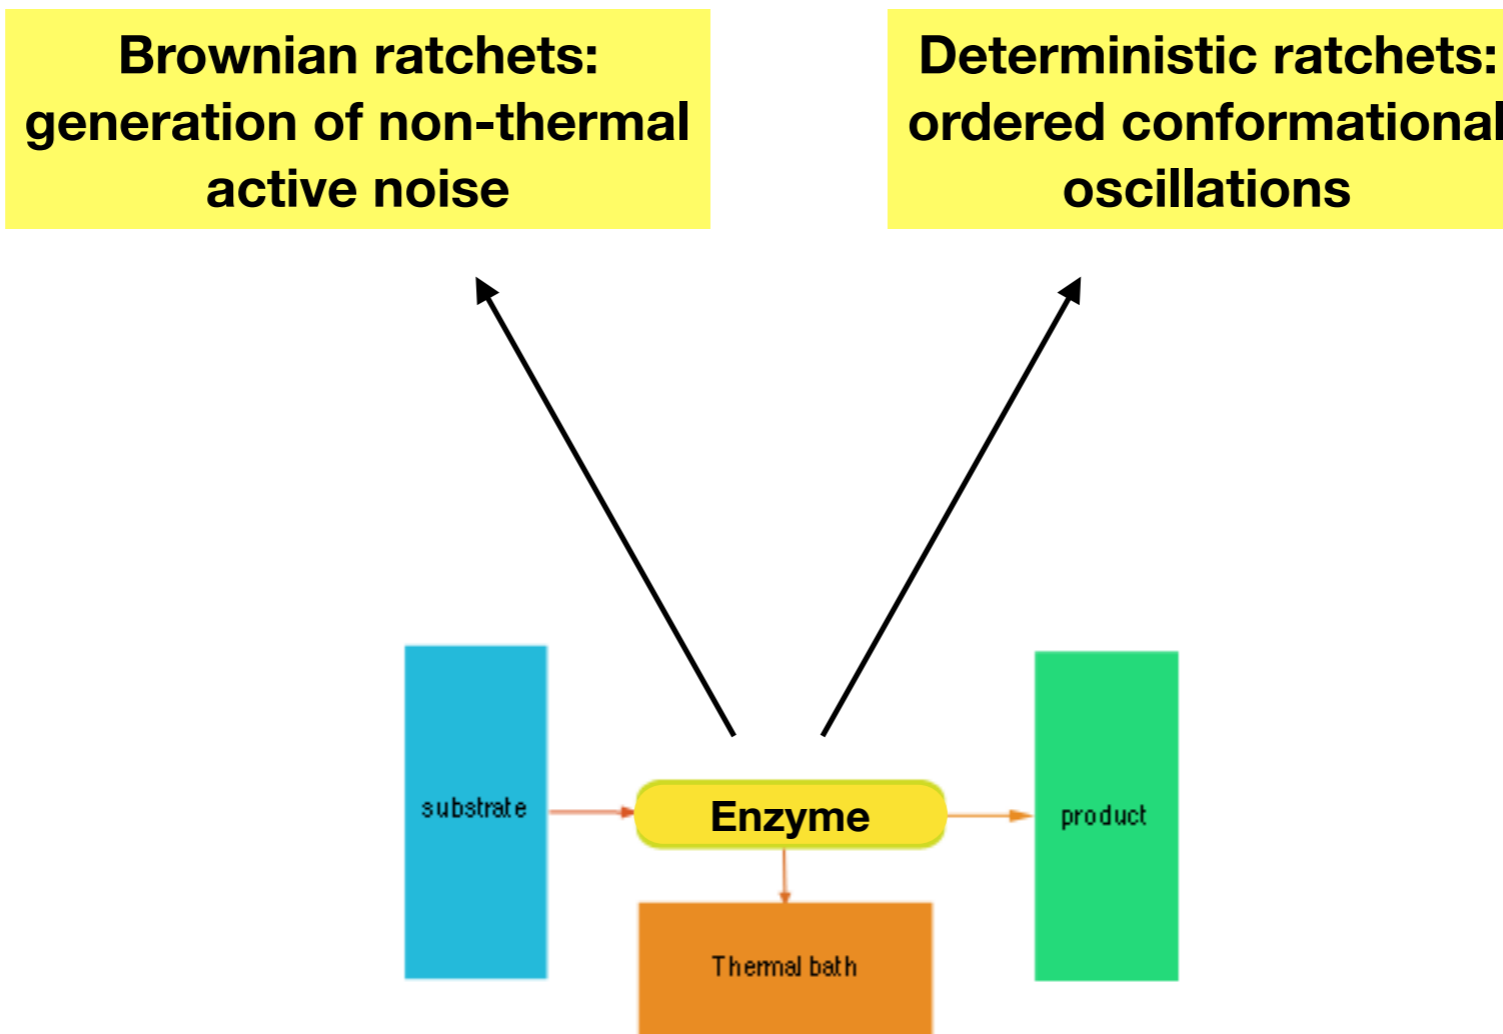 Brownian ratchets:
generation of non-thermal
active noise
Deterministic ratchets:
ordered conformational
oscillations
substrate
Enzyme
product
Thermal bath